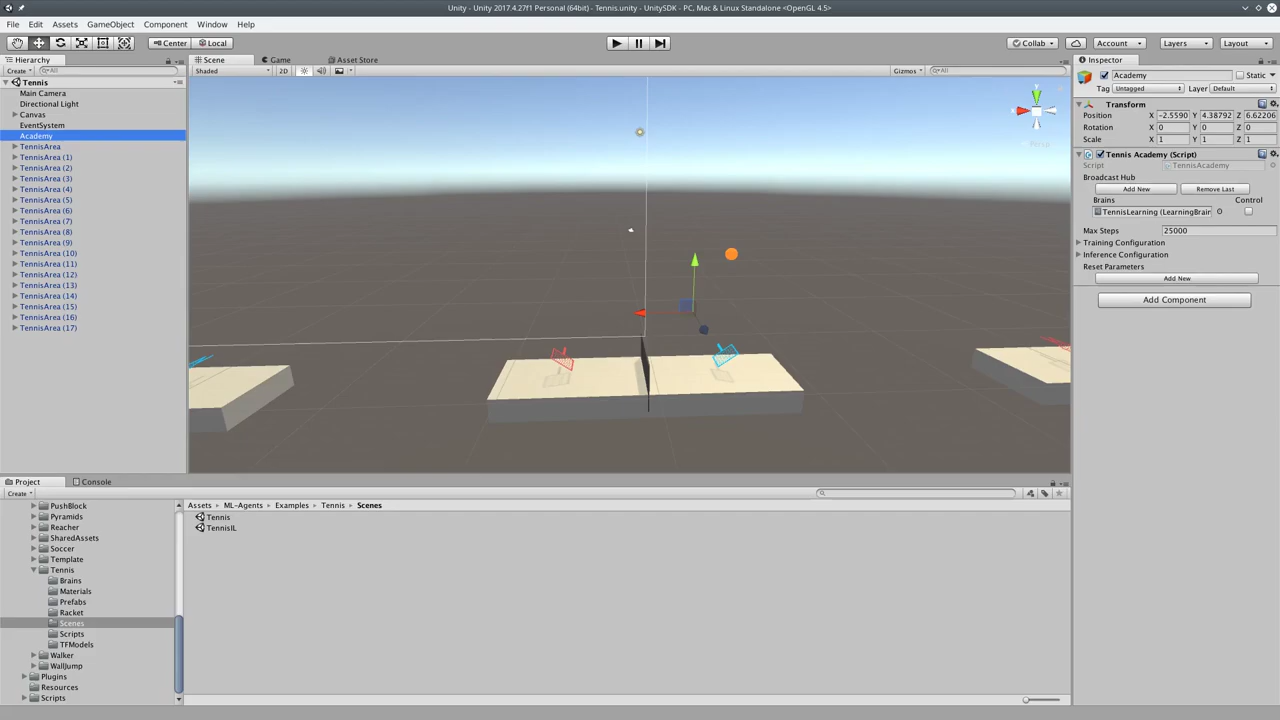 Unity 2017.4.27f1 Personal (64bit) - Tennis.unity - UnitySDK - PC, Mac & Linux Standalone <OpenGL 4.5>
File Edit Assets GameObject Component Window Help
Center Local Collab Account Layers Layout
Hierarchy
Create All
Tennis
Main Camera
Directional Light
Canvas
EventSystem
Academy
TennisArea
TennisArea (1)
TennisArea (2)
TennisArea (3)
TennisArea (4)
TennisArea (5)
TennisArea (6)
TennisArea (7)
TennisArea (8)
TennisArea (9)
TennisArea (10)
TennisArea (11)
TennisArea (12)
TennisArea (13)
TennisArea (14)
TennisArea (15)
TennisArea (16)
TennisArea (17)
Scene Game Asset Store
Shaded 2D Gizmos All
Persp
Inspector
Academy Static
Tag Untagged Layer Default
Transform
Position X -2.5590 Y 4.38792 Z 6.62206
Rotation X 0 Y 0 Z 0
Scale X 1 Y 1 Z 1
Tennis Academy (Script)
Script TennisAcademy
Broadcast Hub
Add New Remove Last
Brains Control
TennisLearning (LearningBrain
Max Steps 25000
Training Configuration
Inference Configuration
Reset Parameters
Add New
Add Component
Project Console
Create
PushBlock
Pyramids
Reacher
SharedAssets
Soccer
Template
Tennis
Brains
Materials
Prefabs
Racket
Scenes
Scripts
TFModels
Walker
WallJump
Plugins
Resources
Scripts
Assets ML-Agents Examples Tennis Scenes
Tennis
TennisIL